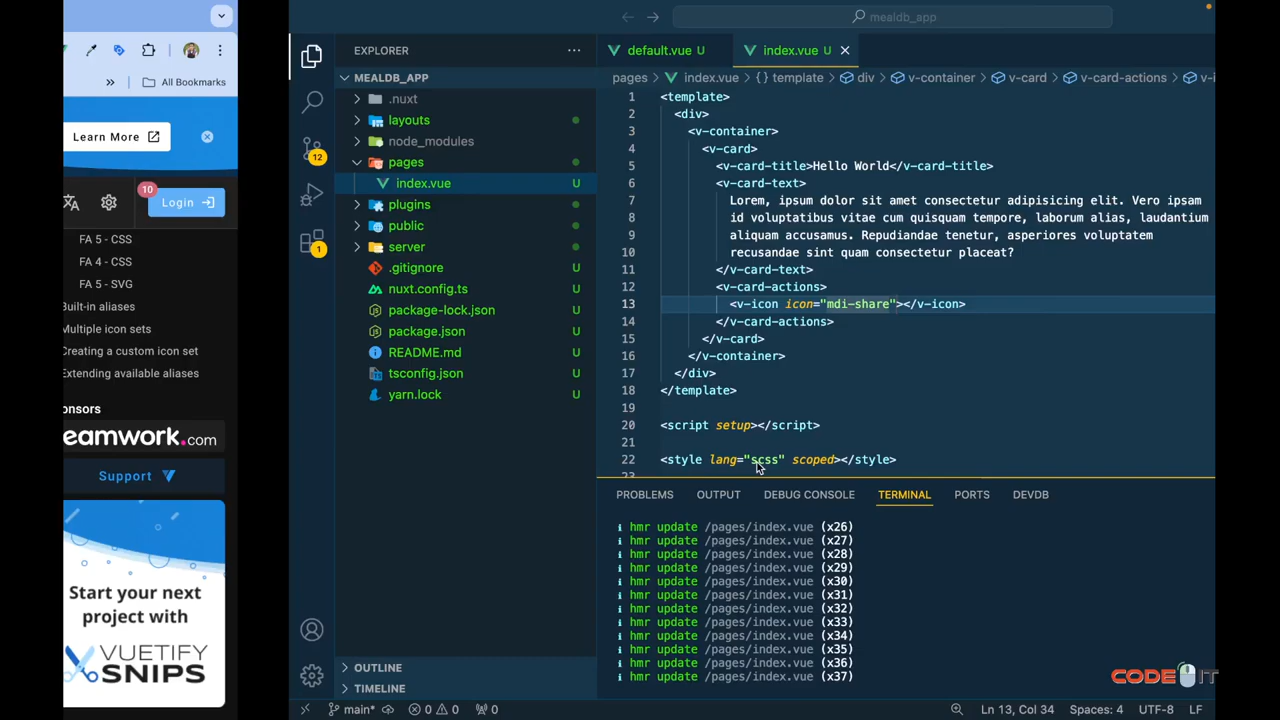 All Bookmarks
Learn More
10
Login
FA 5 - CSS
FA 4 - CSS
FA 5 - SVG
Built-in aliases
Multiple icon sets
Creating a custom icon set
Extending available aliases
onsors
eamwork.com
Support
Start your next
project with
VUETIFY
SNIPS
mealdb_app
EXPLORER
MEALDB_APP
.nuxt
layouts
node_modules
pages
index.vue U
plugins
public
server
.gitignore U
nuxt.config.ts U
package-lock.json U
package.json U
README.md U
tsconfig.json U
yarn.lock U
OUTLINE
TIMELINE
12
1
default.vue U
index.vue U
pages > index.vue > {} template > div > v-container > v-card > v-card-actions > v-i
1 <template>
2 <div>
3 <v-container>
4 <v-card>
5 <v-card-title>Hello World</v-card-title>
6 <v-card-text>
7 Lorem, ipsum dolor sit amet consectetur adipisicing elit. Vero ipsam
8 id voluptatibus vitae cum quisquam tempore, laborum alias, laudantium
9 aliquam accusamus. Repudiandae tenetur, asperiores voluptatem
10 recusandae sint quam consectetur placeat?
11 </v-card-text>
12 <v-card-actions>
13 <v-icon icon="mdi-share"></v-icon>
14 </v-card-actions>
15 </v-card>
16 </v-container>
17 </div>
18 </template>
19
20 <script setup></script>
21
22 <style lang="scss" scoped></style>
PROBLEMS OUTPUT DEBUG CONSOLE TERMINAL PORTS DEVDB
i hmr update /pages/index.vue (x26)
i hmr update /pages/index.vue (x27)
i hmr update /pages/index.vue (x28)
i hmr update /pages/index.vue (x29)
i hmr update /pages/index.vue (x30)
i hmr update /pages/index.vue (x31)
i hmr update /pages/index.vue (x32)
i hmr update /pages/index.vue (x33)
i hmr update /pages/index.vue (x34)
i hmr update /pages/index.vue (x35)
i hmr update /pages/index.vue (x36)
i hmr update /pages/index.vue (x37)
CODE IT
main* 0 0 0 Ln 13, Col 34 Spaces: 4 UTF-8 LF